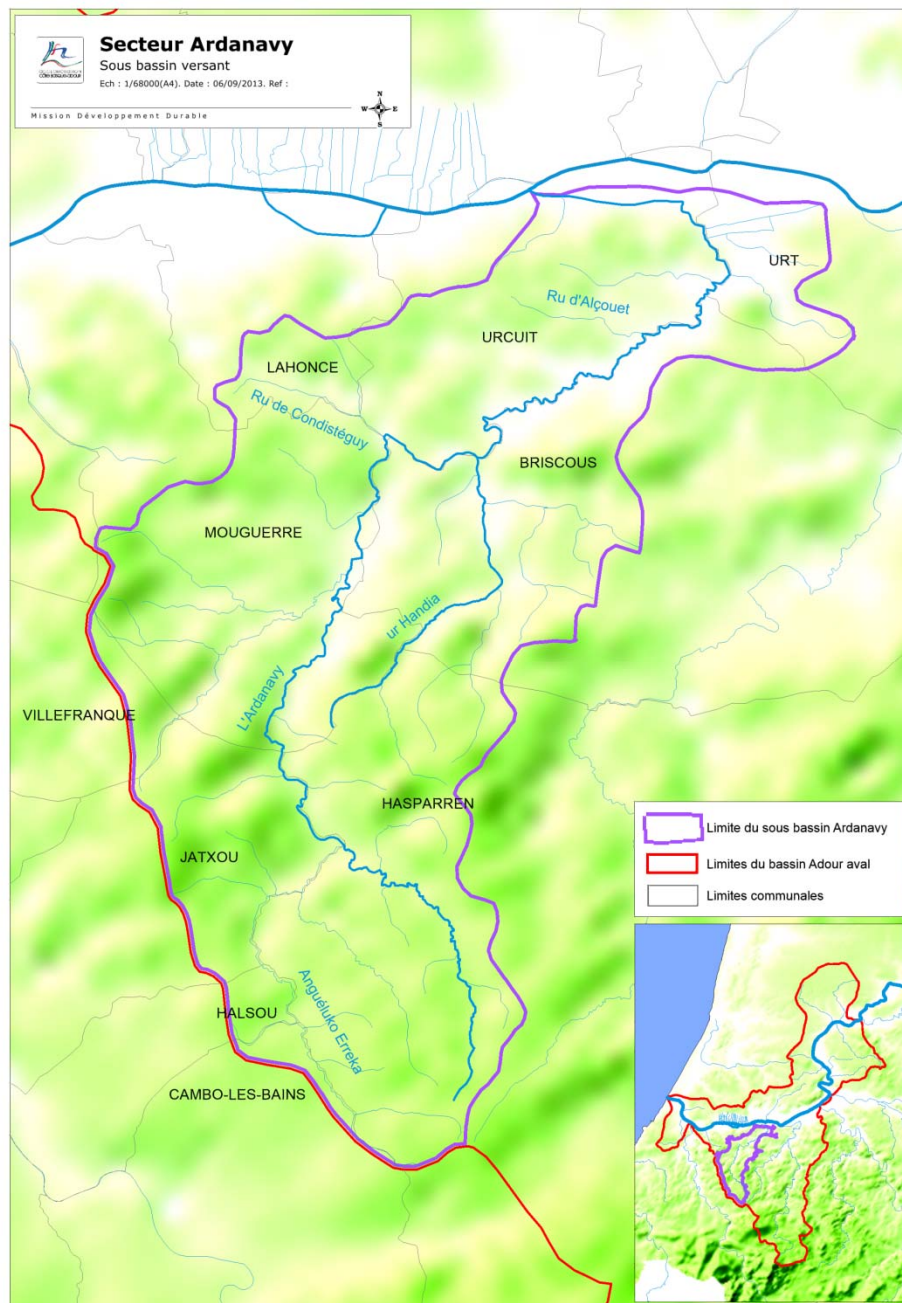 Secteur Ardanavy
Sous bassin versant
Ech : 1/68000(A4). Date : 06/09/2013. Ref :
Mission Développement Durable
N
W E
S
URT
Ru d'Alçouet
URCUIT
LAHONCE
Ru de Condistéguy
BRISCOUS
MOUGUERRE
ur Handia
L'Ardanavy
VILLEFRANQUE
HASPARREN
JATXOU
Anguéluko Erreka
HALSOU
CAMBO-LES-BAINS
Limite du sous bassin Ardanavy
Limites du bassin Adour aval
Limites communales